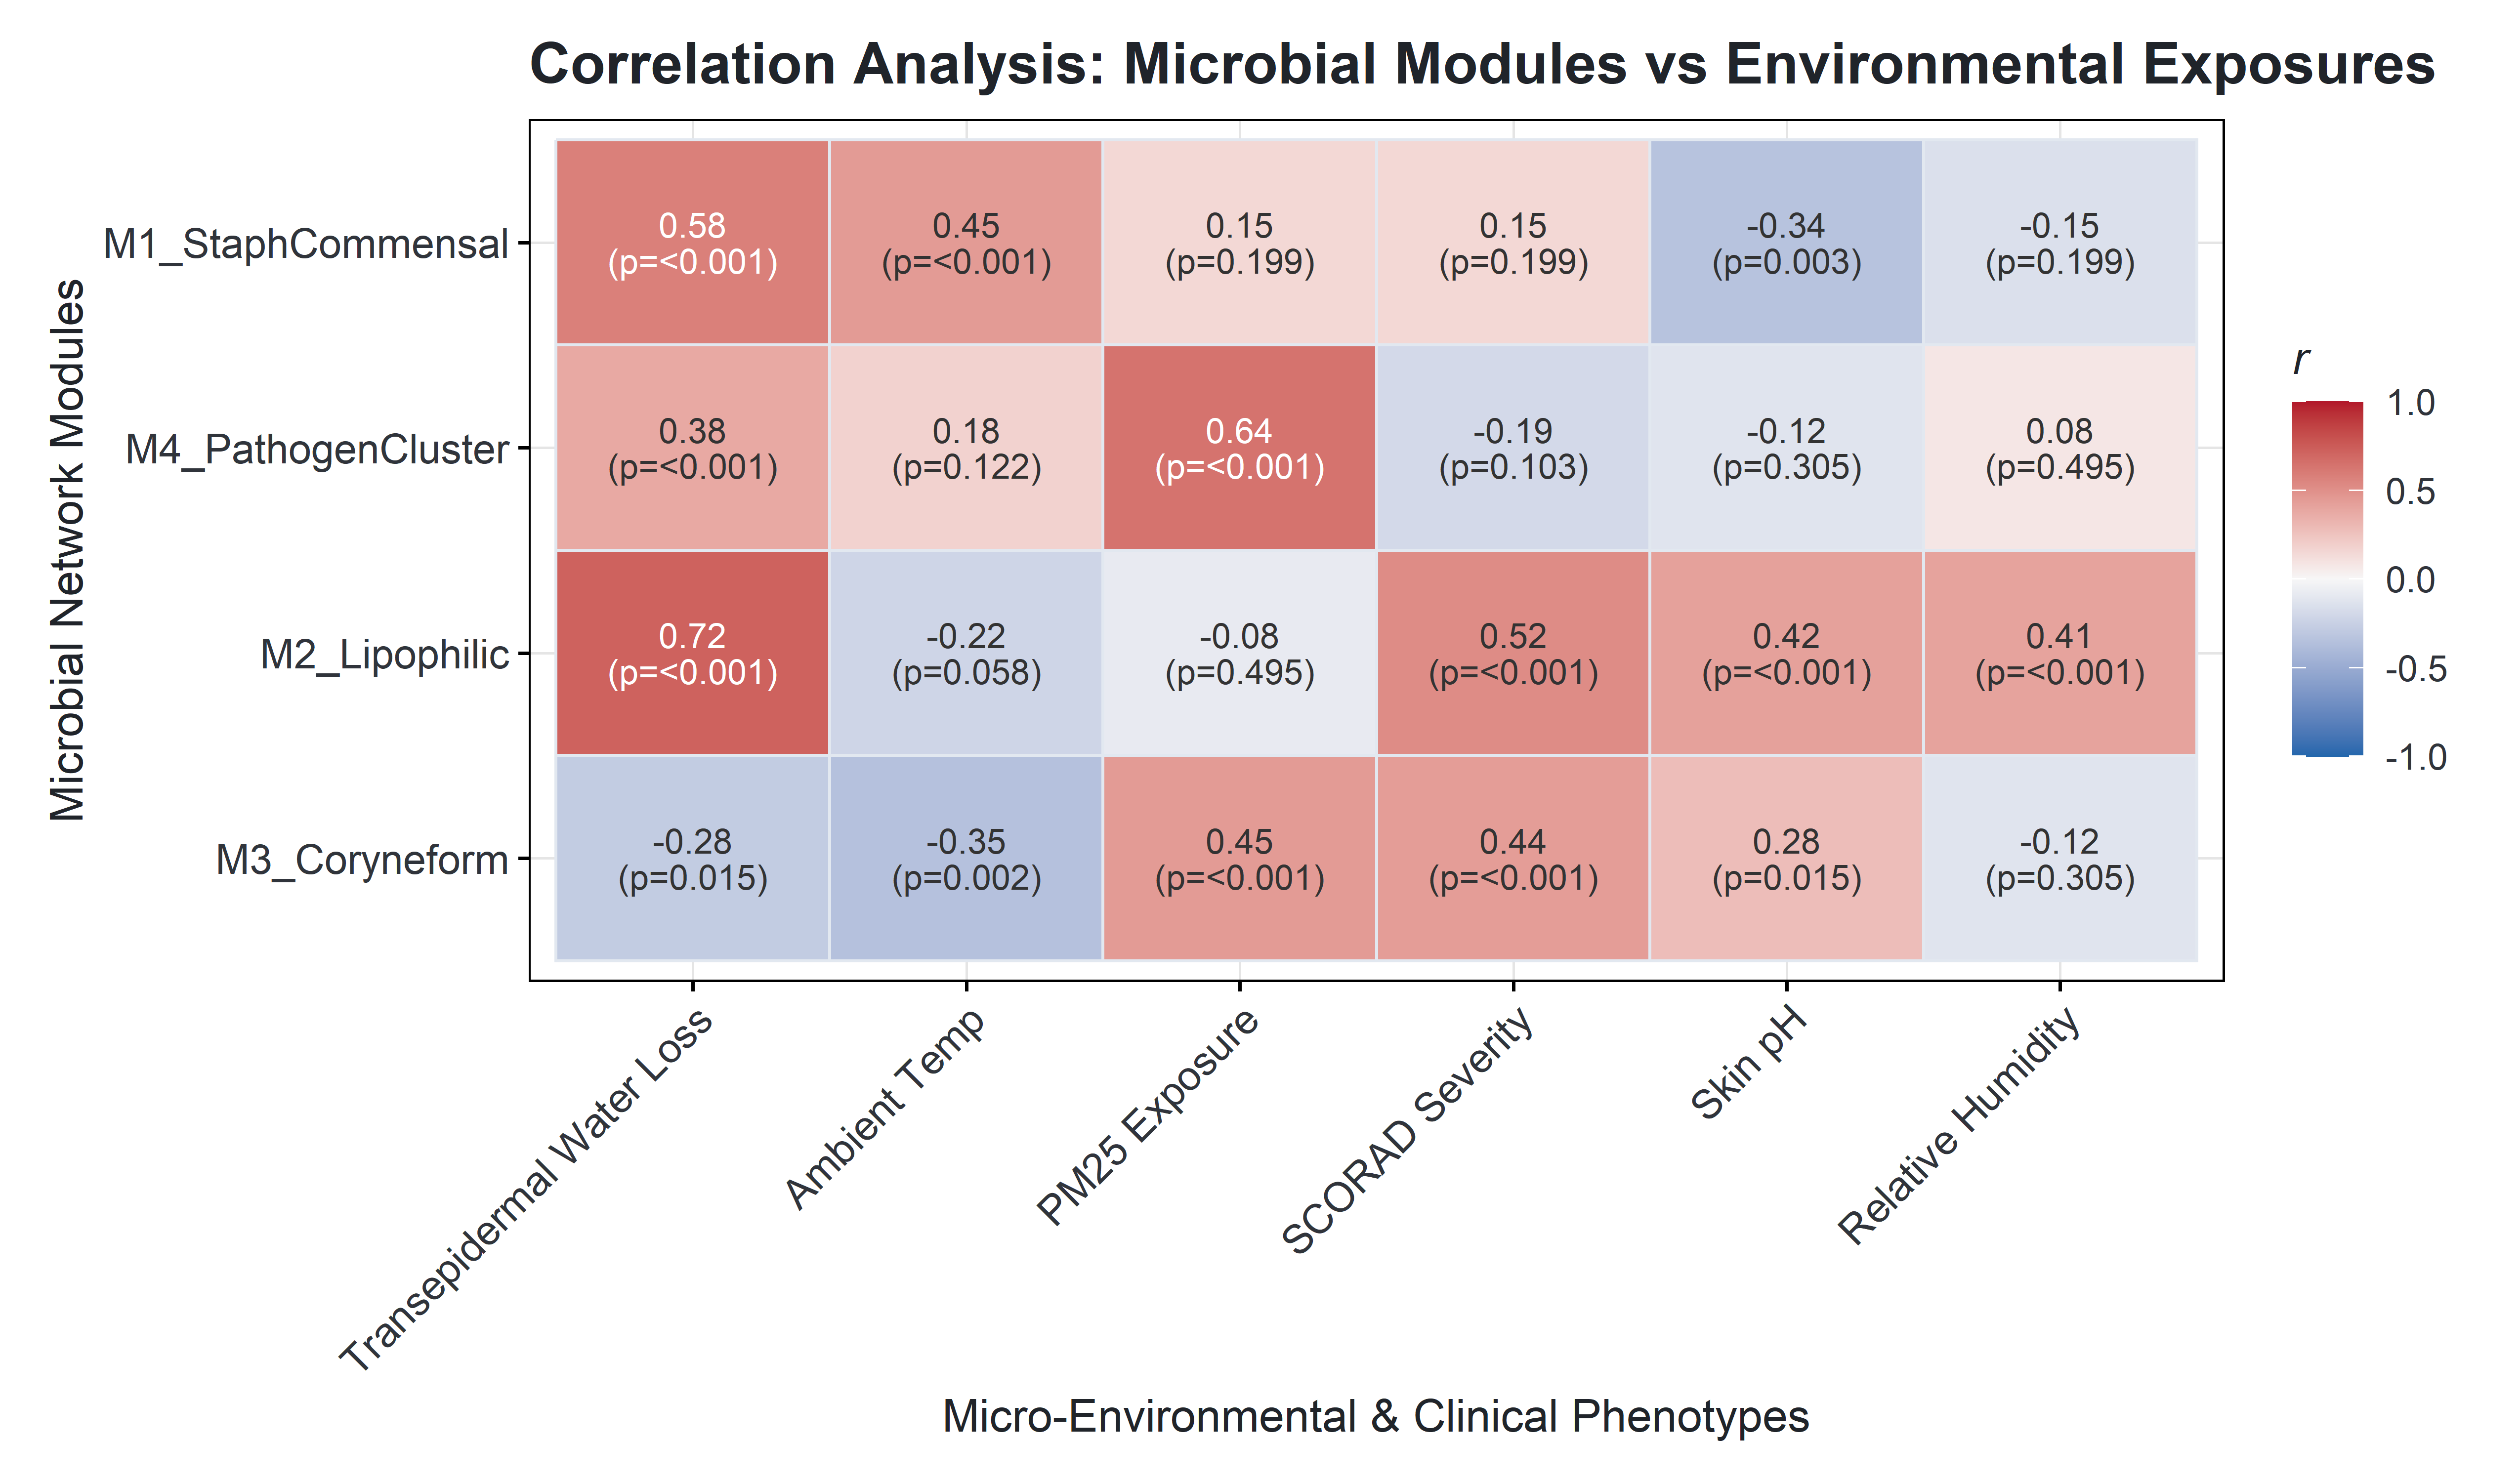 Correlation Analysis: Microbial Modules vs Environmental Exposures
Microbial Network Modules
M1_StaphCommensal
0.58
(p=<0.001)
0.45
(p=<0.001)
0.15
(p=0.199)
0.15
(p=0.199)
-0.34
(p=0.003)
-0.15
(p=0.199)
M4_PathogenCluster
0.38
(p=<0.001)
0.18
(p=0.122)
0.64
(p=<0.001)
-0.19
(p=0.103)
-0.12
(p=0.305)
0.08
(p=0.495)
M2_Lipophilic
0.72
(p=<0.001)
-0.22
(p=0.058)
-0.08
(p=0.495)
0.52
(p=<0.001)
0.42
(p=<0.001)
0.41
(p=<0.001)
M3_Coryneform
-0.28
(p=0.015)
-0.35
(p=0.002)
0.45
(p=<0.001)
0.44
(p=<0.001)
0.28
(p=0.015)
-0.12
(p=0.305)
Transepidermal Water Loss
Ambient Temp
PM25 Exposure
SCORAD Severity
Skin pH
Relative Humidity
Micro-Environmental & Clinical Phenotypes
r
1.0
0.5
0.0
-0.5
-1.0